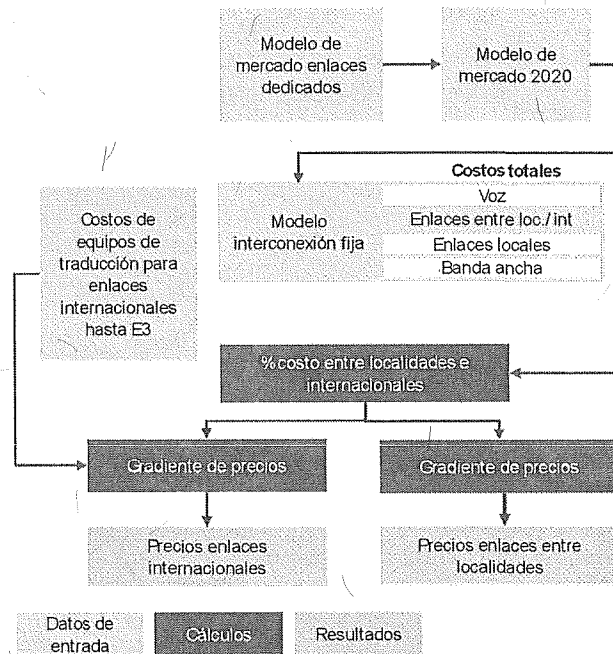 Modelo de
mercado enlaces
dedicados
Modelo de
mercado 2020
Costos totales
Voz
Enlaces entre loc./ int
Enlaces locales
Banda ancha
Modelo
interconexión fija
Costos de
equipos de
traducción para
enlaces
internacionales
hasta E3
% costo entre localidades e
internacionales
Gradiente de precios
Gradiente de precios
Precios enlaces
internacionales
Precios enlaces entre
localidades
Datos de
entrada
Cálculos
Resultados